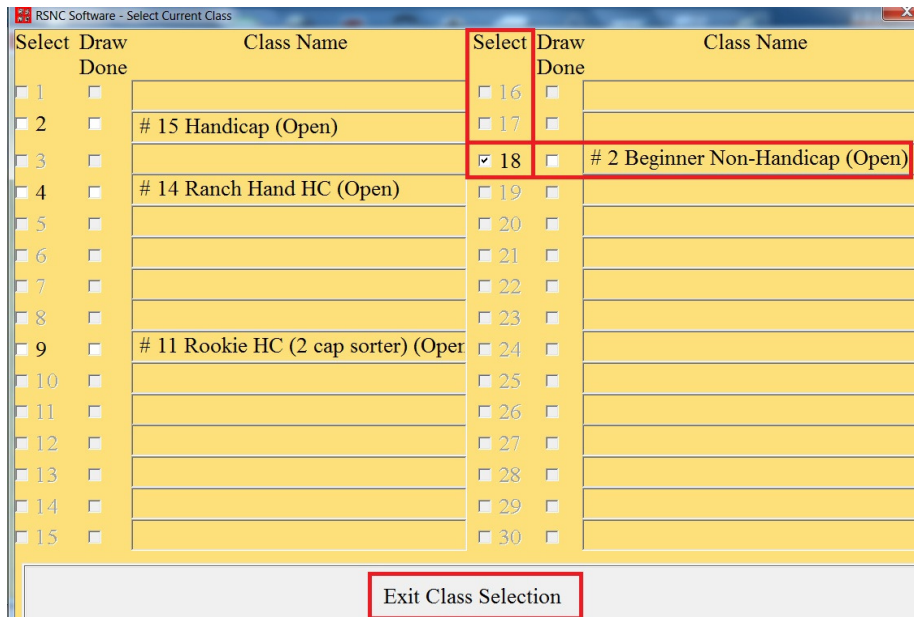 RSNC Software - Select Current Class
Select Draw Done Class Name Select Draw Done Class Name
1 16
2 # 15 Handicap (Open) 17
3 18 # 2 Beginner Non-Handicap (Open)
4 # 14 Ranch Hand HC (Open) 19
5 20
6 21
7 22
8 23
9 # 11 Rookie HC (2 cap sorter) (Open 24
10 25
11 26
12 27
13 28
14 29
15 30
Exit Class Selection